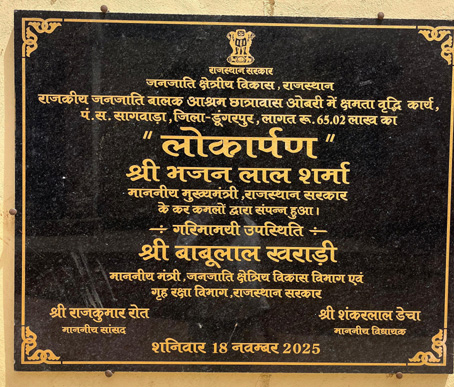 राजस्थान सरकार
जनजाति क्षेत्रीय विकास, राजस्थान
राजकीय जनजाति बालक आश्रम छात्रावास ओबरी में क्षमता वृद्धि कार्य,
पं.स. सागवाड़ा, जिला-डूंगरपुर, लागत रू. 65.02 लाख का
" लोकार्पण "
श्री भजन लाल शर्मा
माननीय मुख्यमंत्री ,राजस्थान सरकार
के कर कमलों द्वारा संपन्न हुआ।
÷ गरिमामयी उपस्थिति ÷
श्री बाबूलाल खराड़ी
माननीय मंत्री ,जनजाति क्षेत्रिय विकास विभाग एवं
गृह रक्षा विभाग ,राजस्थान सरकार
श्री राजकुमार रोत
माननीय सांसद
श्री शंकरलाल डेचा
माननीय विधायक
शनिवार 18 नवम्बर 2025